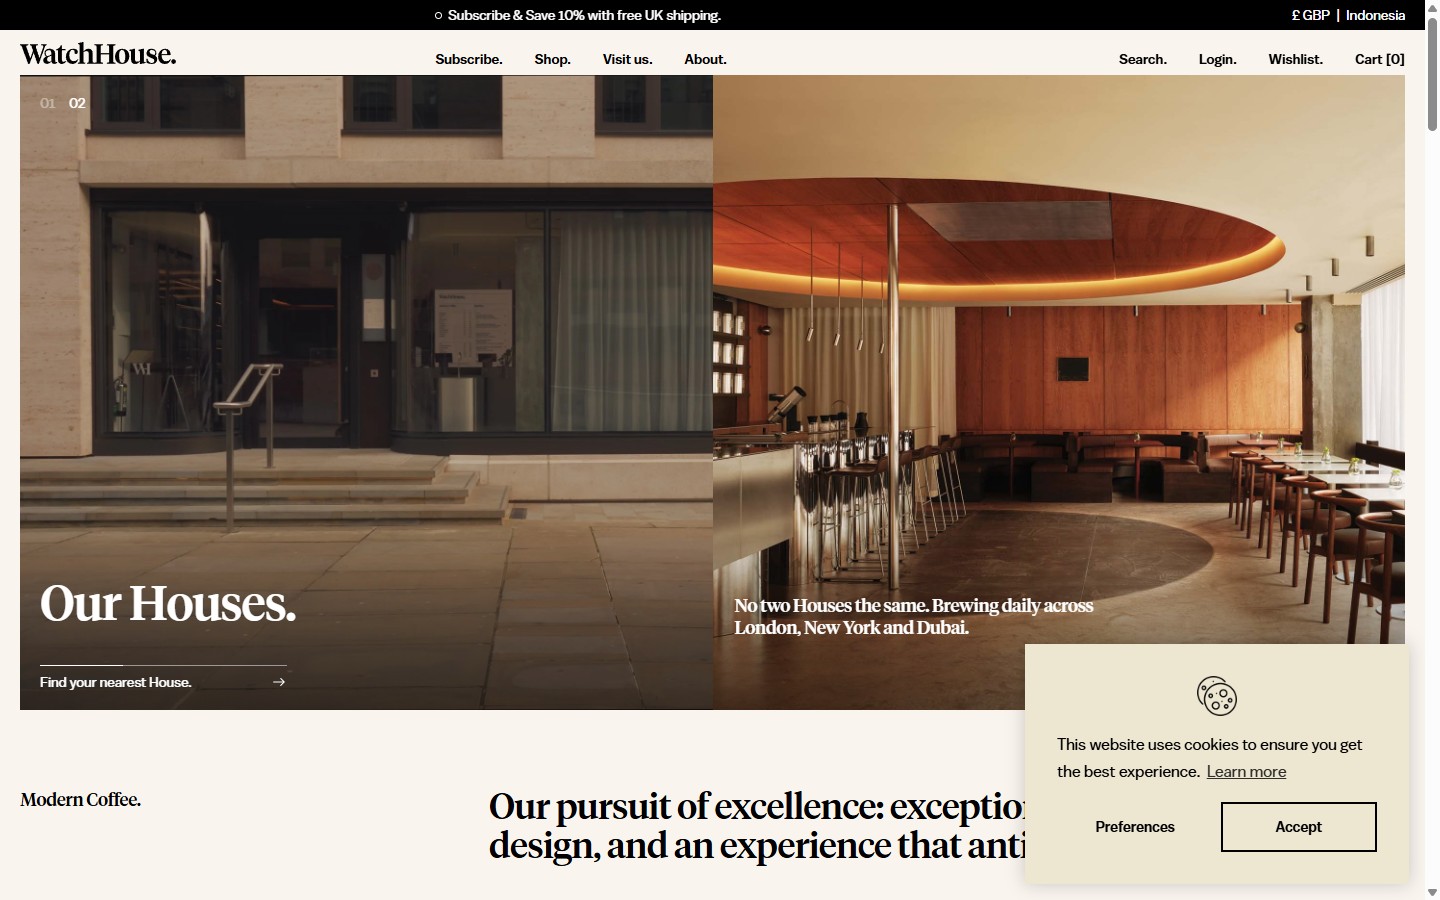 Subscribe & Save 10% with free UK shipping.
£ GBP | Indonesia
WatchHouse.
Subscribe. Shop. Visit us. About.
Search. Login. Wishlist. Cart [0]
01 02
Our Houses.
Find your nearest House.
No two Houses the same. Brewing daily across
London, New York and Dubai.
This website uses cookies to ensure you get
the best experience. Learn more
Preferences Accept
Modern Coffee.
Our pursuit of excellence:
design, and an experience that